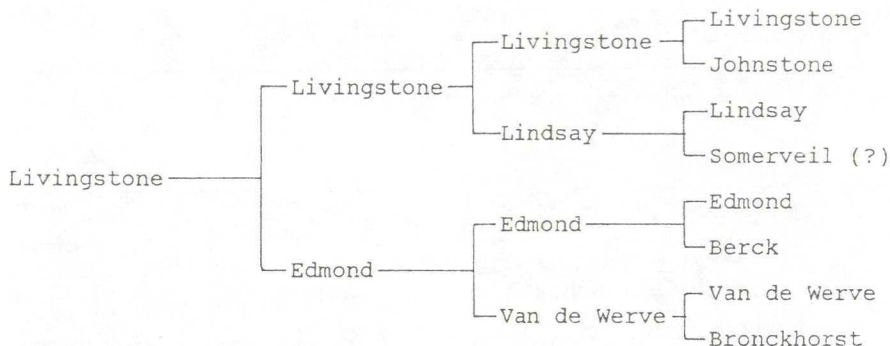 Livingstone
Livingstone
Johnstone
Livingstone
Lindsay
Lindsay
Somerveil (?)
Livingstone
Edmond
Edmond
Berck
Edmond
Van de Werve
Van de Werve
Bronckhorst